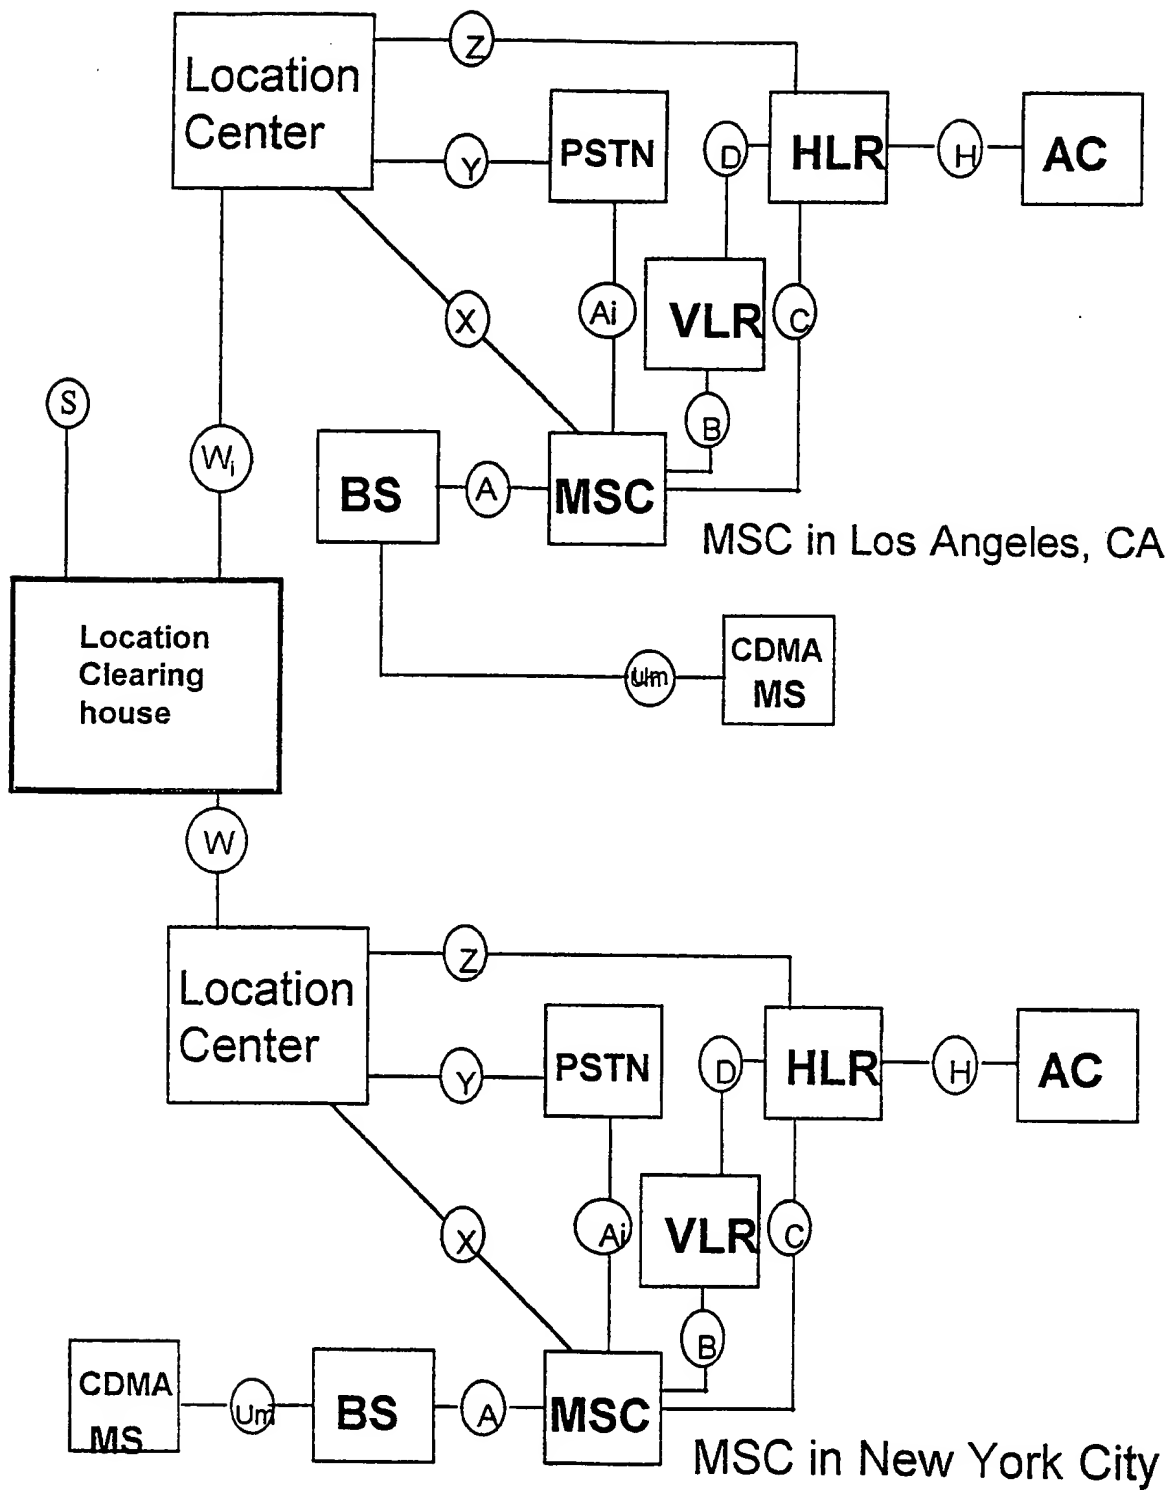 Z
Location
Center
PSTN
D
HLR
H
AC
Y
Ai
VLR
C
X
S
B
Wi
BS
A
MSC
MSC in Los Angeles, CA
Location
Clearing
house
Um
CDMA
MS
W
Z
Location
Center
PSTN
D
HLR
H
AC
Y
Ai
VLR
C
X
B
CDMA
MS
Um
BS
A
MSC
MSC in New York City